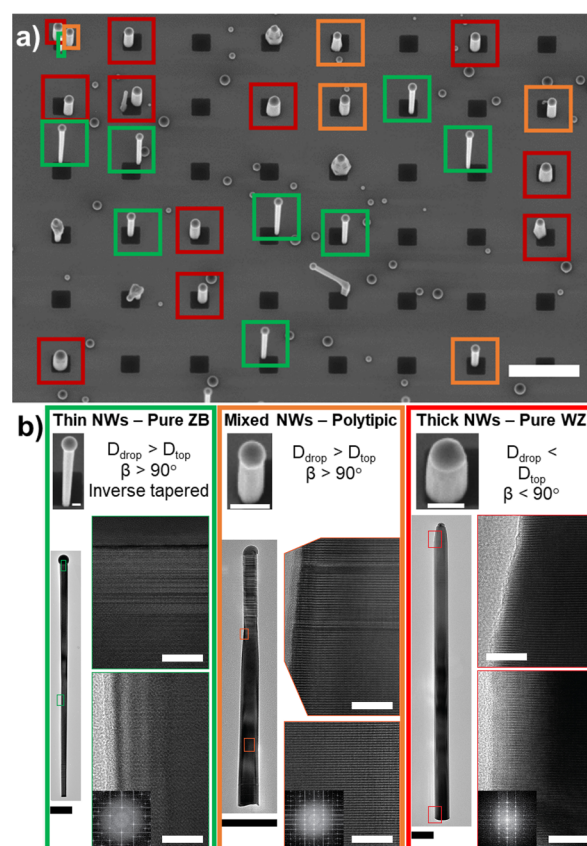 a)
b)
Thin NWs – Pure ZB
Ddrop > Dtop
β > 90°
Inverse tapered
Mixed NWs – Polytipic
Ddrop > Dtop
β > 90°
Thick NWs – Pure WZ
Ddrop <
Dtop
β < 90°